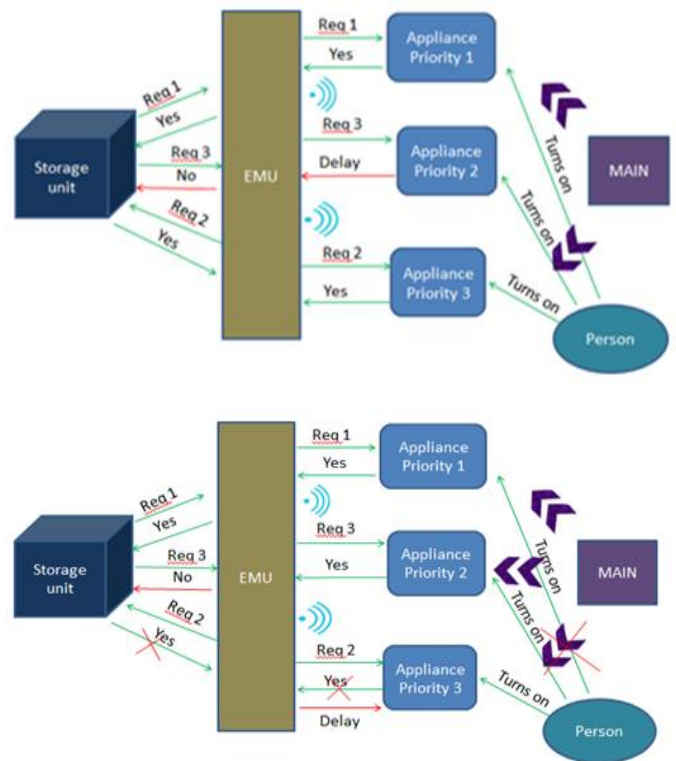 Req 1
Yes
Appliance
Priority 1
Req 1
Yes
Storage
unit
Req 3
No
Req 2
Yes
EMU
Req 3
Delay
Appliance
Priority 2
Req 2
Yes
Appliance
Priority 3
Turns on
Turns on
Turns on
MAIN
Person
Req 1
Yes
Appliance
Priority 1
Req 1
Yes
Storage
unit
Req 3
No
Req 2
Yes
EMU
Req 3
Yes
Appliance
Priority 2
Req 2
Yes
Delay
Appliance
Priority 3
Turns on
Turns on
Turns on
MAIN
Person